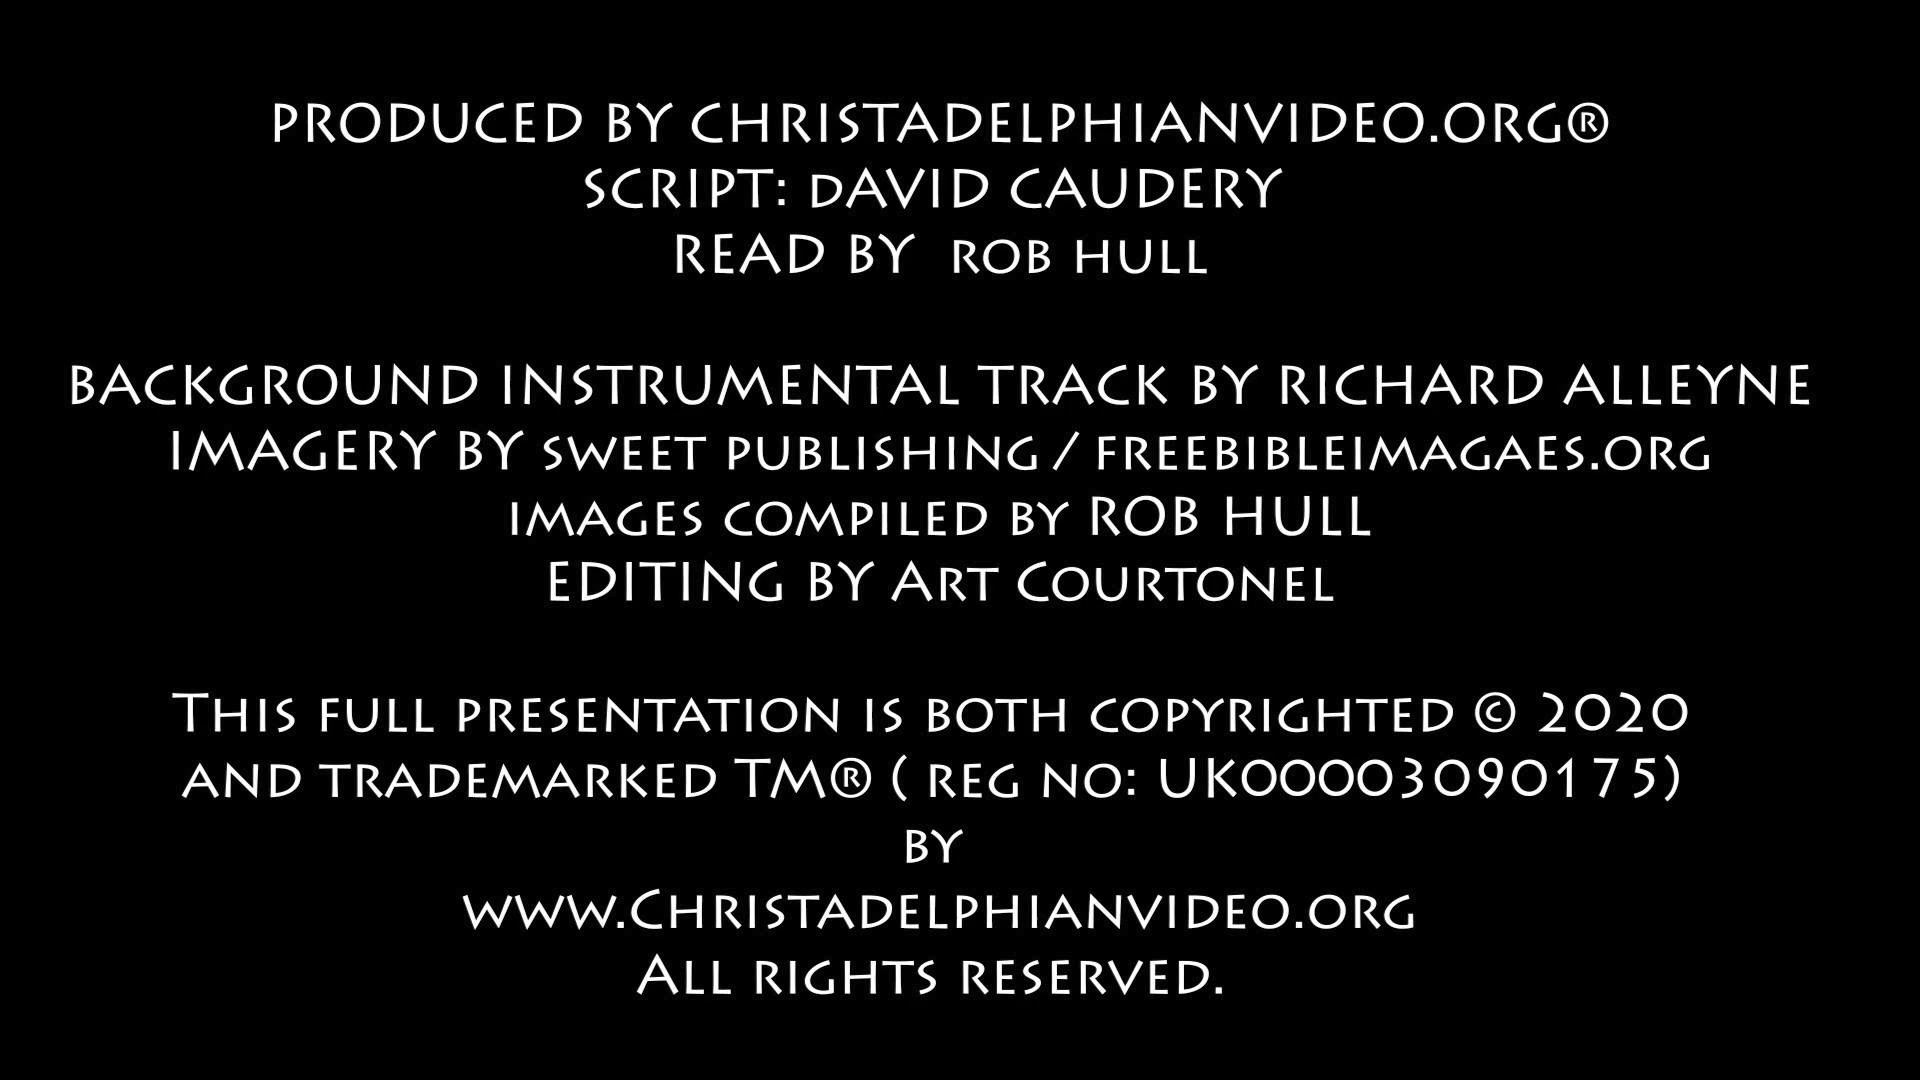 PRODUCED BY CHRISTADELPHIANVIDEO.ORG®
SCRIPT: DAVID CAUDERY
READ BY ROB HULL
BACKGROUND INSTRUMENTAL TRACK BY RICHARD ALLEYNE
IMAGERY BY SWEET PUBLISHING / FREEBIBLEIMAGAES.ORG
IMAGES COMPILED BY ROB HULL
EDITING BY ART COURTONEL
THIS FULL PRESENTATION IS BOTH COPYRIGHTED © 2020
AND TRADEMARKED TM® ( REG NO: UK00003090175)
BY
WWW.CHRISTADELPHIANVIDEO.ORG
ALL RIGHTS RESERVED.